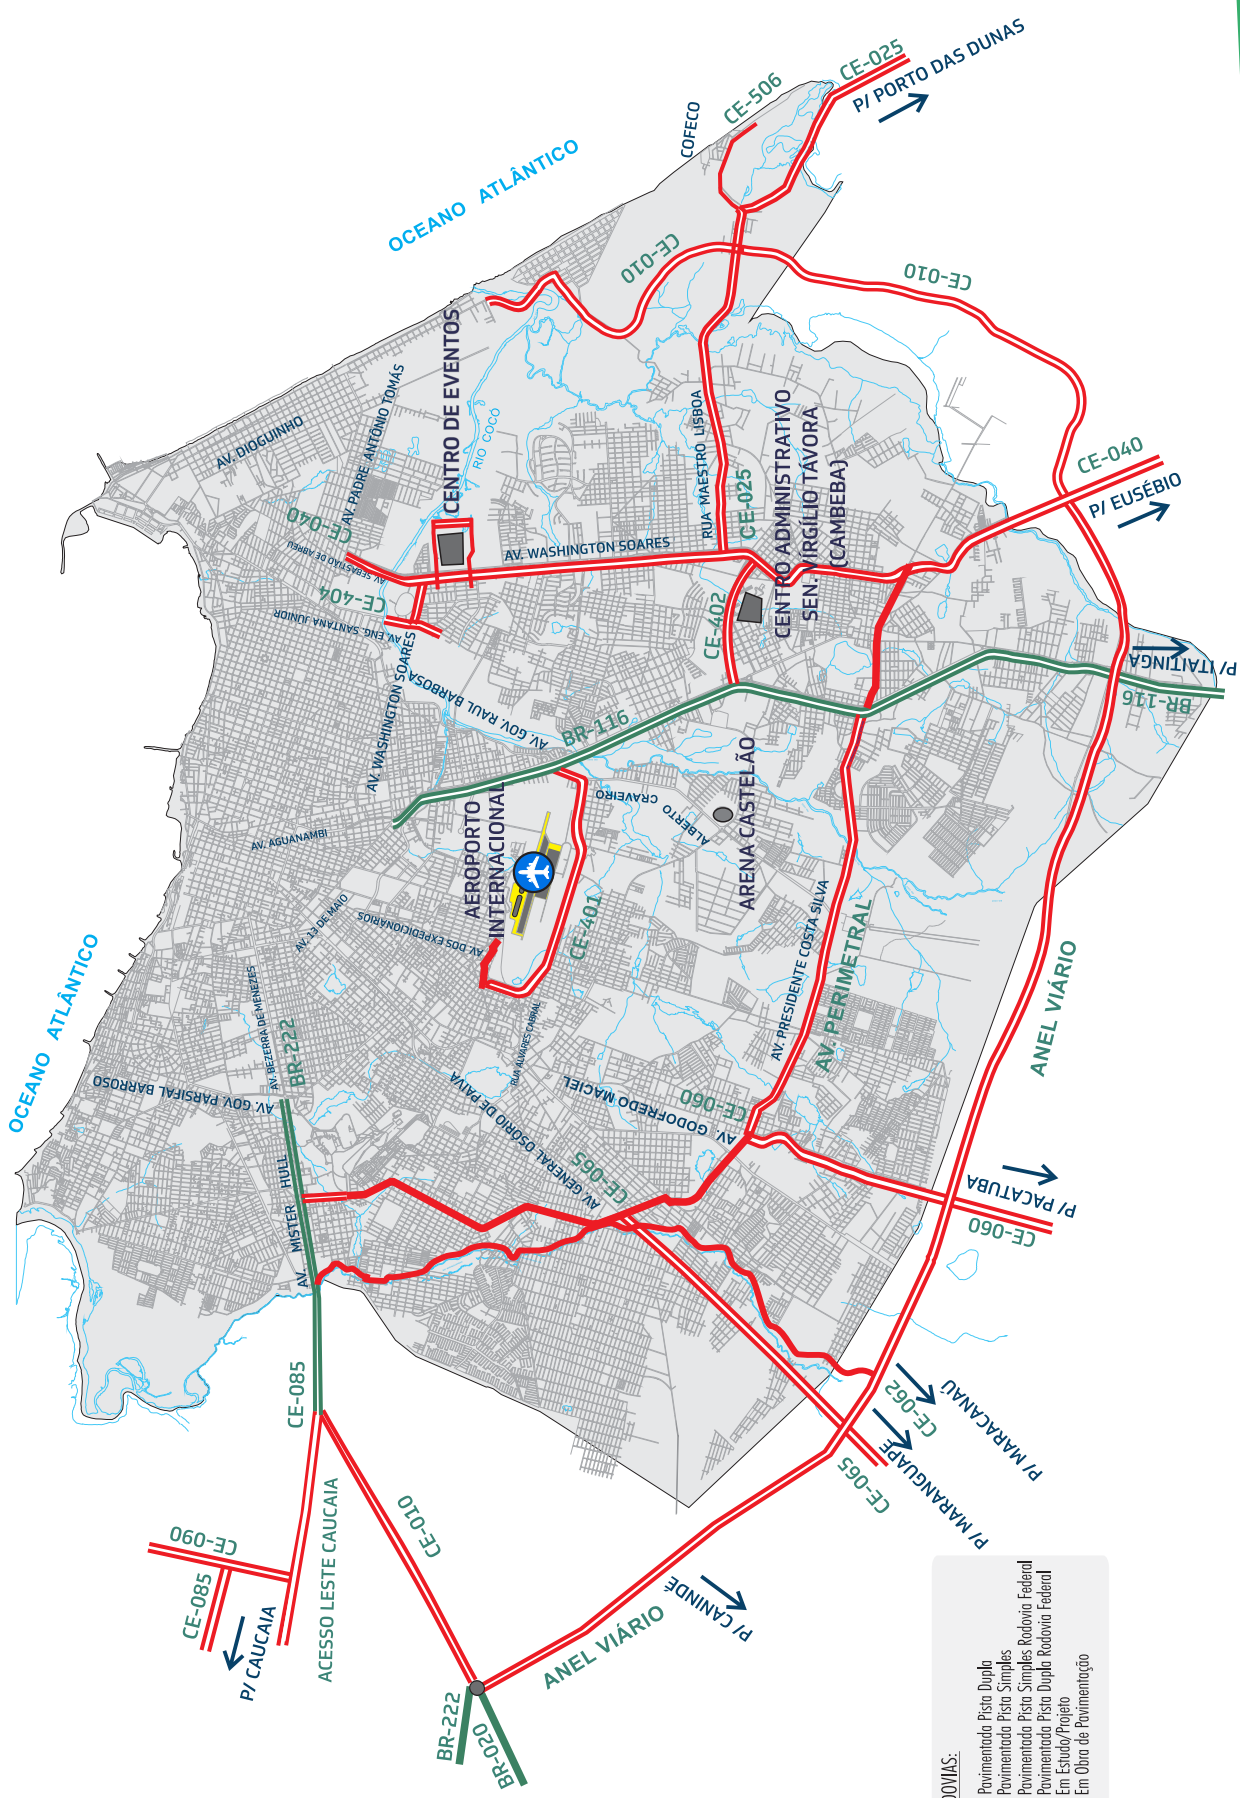 P/ PORTO DAS DUNAS
CE-025
CE-506
COFECO
OCEANO ATLÂNTICO
CE-010
CE-010
CENTRO DE EVENTOS
AV. DIOGUINHO
AV. PADRE ANTÔNIO TOMÁS
RIO COCÓ
RUA MAESTRO LISBOA
CE-025
CENTRO ADMINISTRATIVO
SEN. VIRGÍLIO TÁVORA
(CAMBEBA)
CE-040
P/ EUSÉBIO
CE-040
AV. SEBASTIÃO DE ABREU
AV. WASHINGTON SOARES
CE-404
AV. ENG. SANTANA JÚNIOR
CE-402
P/ ITAITINGA
BR-116
AV. WASHINGTON SOARES
AV. GOV. RAUL BARBOSA
BR-116
AEROPORTO
INTERNACIONAL
ALBERTO CRAVEIRO
ARENA CASTELÃO
AV. AGUANAMBI
AV. 13 DE MAIO
AV. DOS EXPEDICIONÁRIOS
CE-401
AV. PRESIDENTE COSTA SILVA
AV. PERIMETRAL
ANEL VIÁRIO
OCEANO ATLÂNTICO
AV. BEZERRA DE MENEZES
BR-222
AV. GOV. PARSIFAL BARROSO
RUA ALVARES CABRAL
AV. GENERAL OSÓRIO DE PAIVA
AV. GODOFREDO MACIEL
CE-060
CE-065
P/ PACATUBA
CE-060
AV. MISTER HULL
CE-085
CE-062
P/ MARACANAÚ
CE-065
P/ MARANGUAPE
ACESSO LESTE CAUCAIA
CE-010
CE-090
CE-085
P/ CAUCAIA
P/ CANINDÉ
ANEL VIÁRIO
BR-222
BR-020
DOVIAS:
Pavimentada Pista Dupla
Pavimentada Pista Simples
Pavimentada Pista Simples Rodovia Federal
Pavimentada Pista Dupla Rodovia Federal
Em Estudo/Projeto
Em Obra de Pavimentação